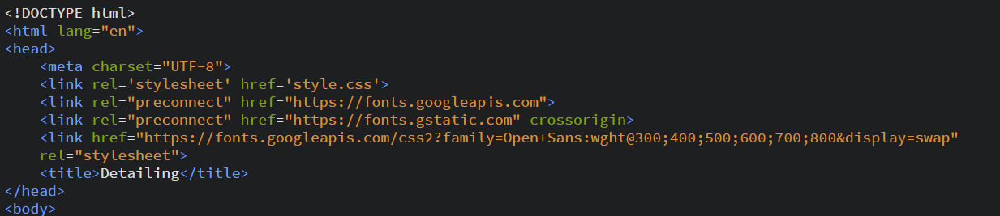 <!DOCTYPE html>
<html lang="en">
<head>
    <meta charset="UTF-8">
    <link rel='stylesheet' href='style.css'>
    <link rel="preconnect" href="https://fonts.googleapis.com">
    <link rel="preconnect" href="https://fonts.gstatic.com" crossorigin>
    <link href="https://fonts.googleapis.com/css2?family=Open+Sans:wght@300;400;500;600;700;800&display=swap"
    rel="stylesheet">
    <title>Detailing</title>
</head>
<body>